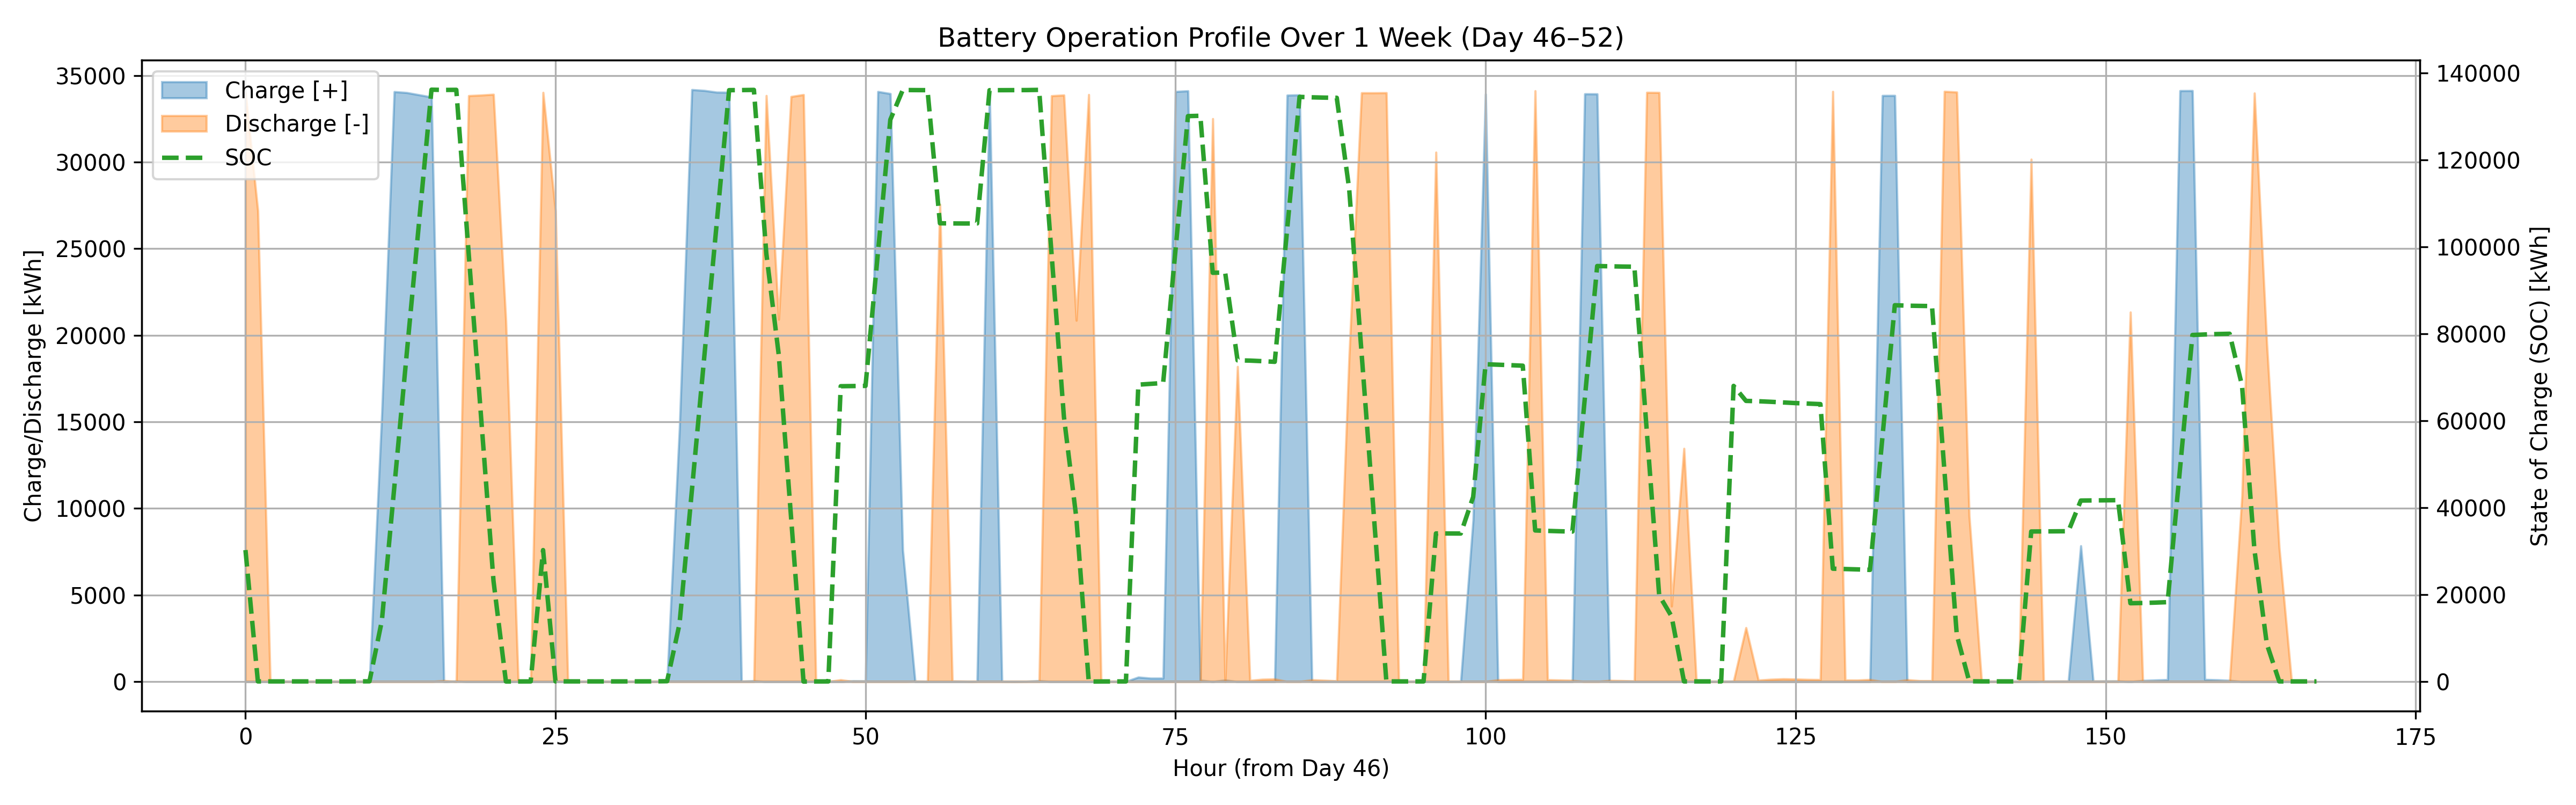 Battery Operation Profile Over 1 Week (Day 46–52)
Charge [+]
Discharge [-]
SOC
Charge/Discharge [kWh]
35000
30000
25000
20000
15000
10000
5000
0
State of Charge (SOC) [kWh]
140000
120000
100000
80000
60000
40000
20000
0
0 25 50 75 100 125 150 175
Hour (from Day 46)